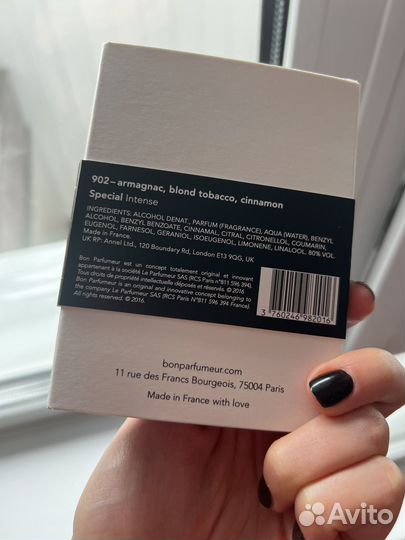 902–armagnac, blond tobacco, cinnamon
Special Intense
INGREDIENTS: ALCOHOL DENAT., PARFUM (FRAGRANCE), AQUA (WATER), BENZYL
ALCOHOL, BENZYL BENZOATE, CINNAMAL, CITRAL, CITRONELLOL, COUMARIN,
EUGENOL, FARNESOL, GERANIOL, ISOEUGENOL, LIMONENE, LINALOOL. 80% VOL
Made in France.
UK RP: Annel Ltd., 120 Boundary Rd, London E13 9QG, UK
Bon Parfumeur est un concept totalement original et innovant
appartenant à la société Le Parfumeur SAS (RCS Paris n°811 596 394).
Tous droits de propriété intellectuelle déposés et réservés. © 2016
Bon Parfumeur is an original and innovative concept belonging to
the company Le Parfumeur SAS (RCS Paris N°811 596 394 France).
All rights reserved. © 2016.
3 760246 982016
bonparfumeur.com
11 rue des Francs Bourgeois, 75004 Paris
Made in France with love
Avito